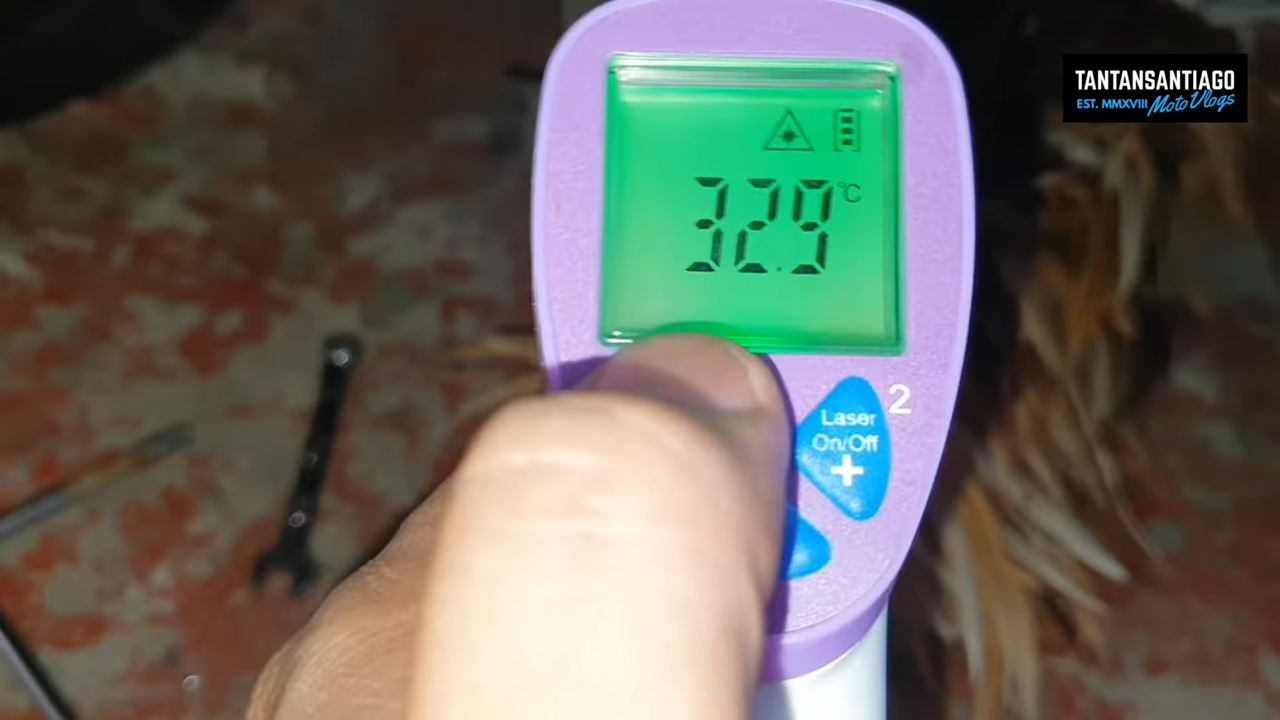 TANTANSANTIAGO
EST. MMXVIII Moto Vlogs
32.9 °C
2
Laser
On/Off
+